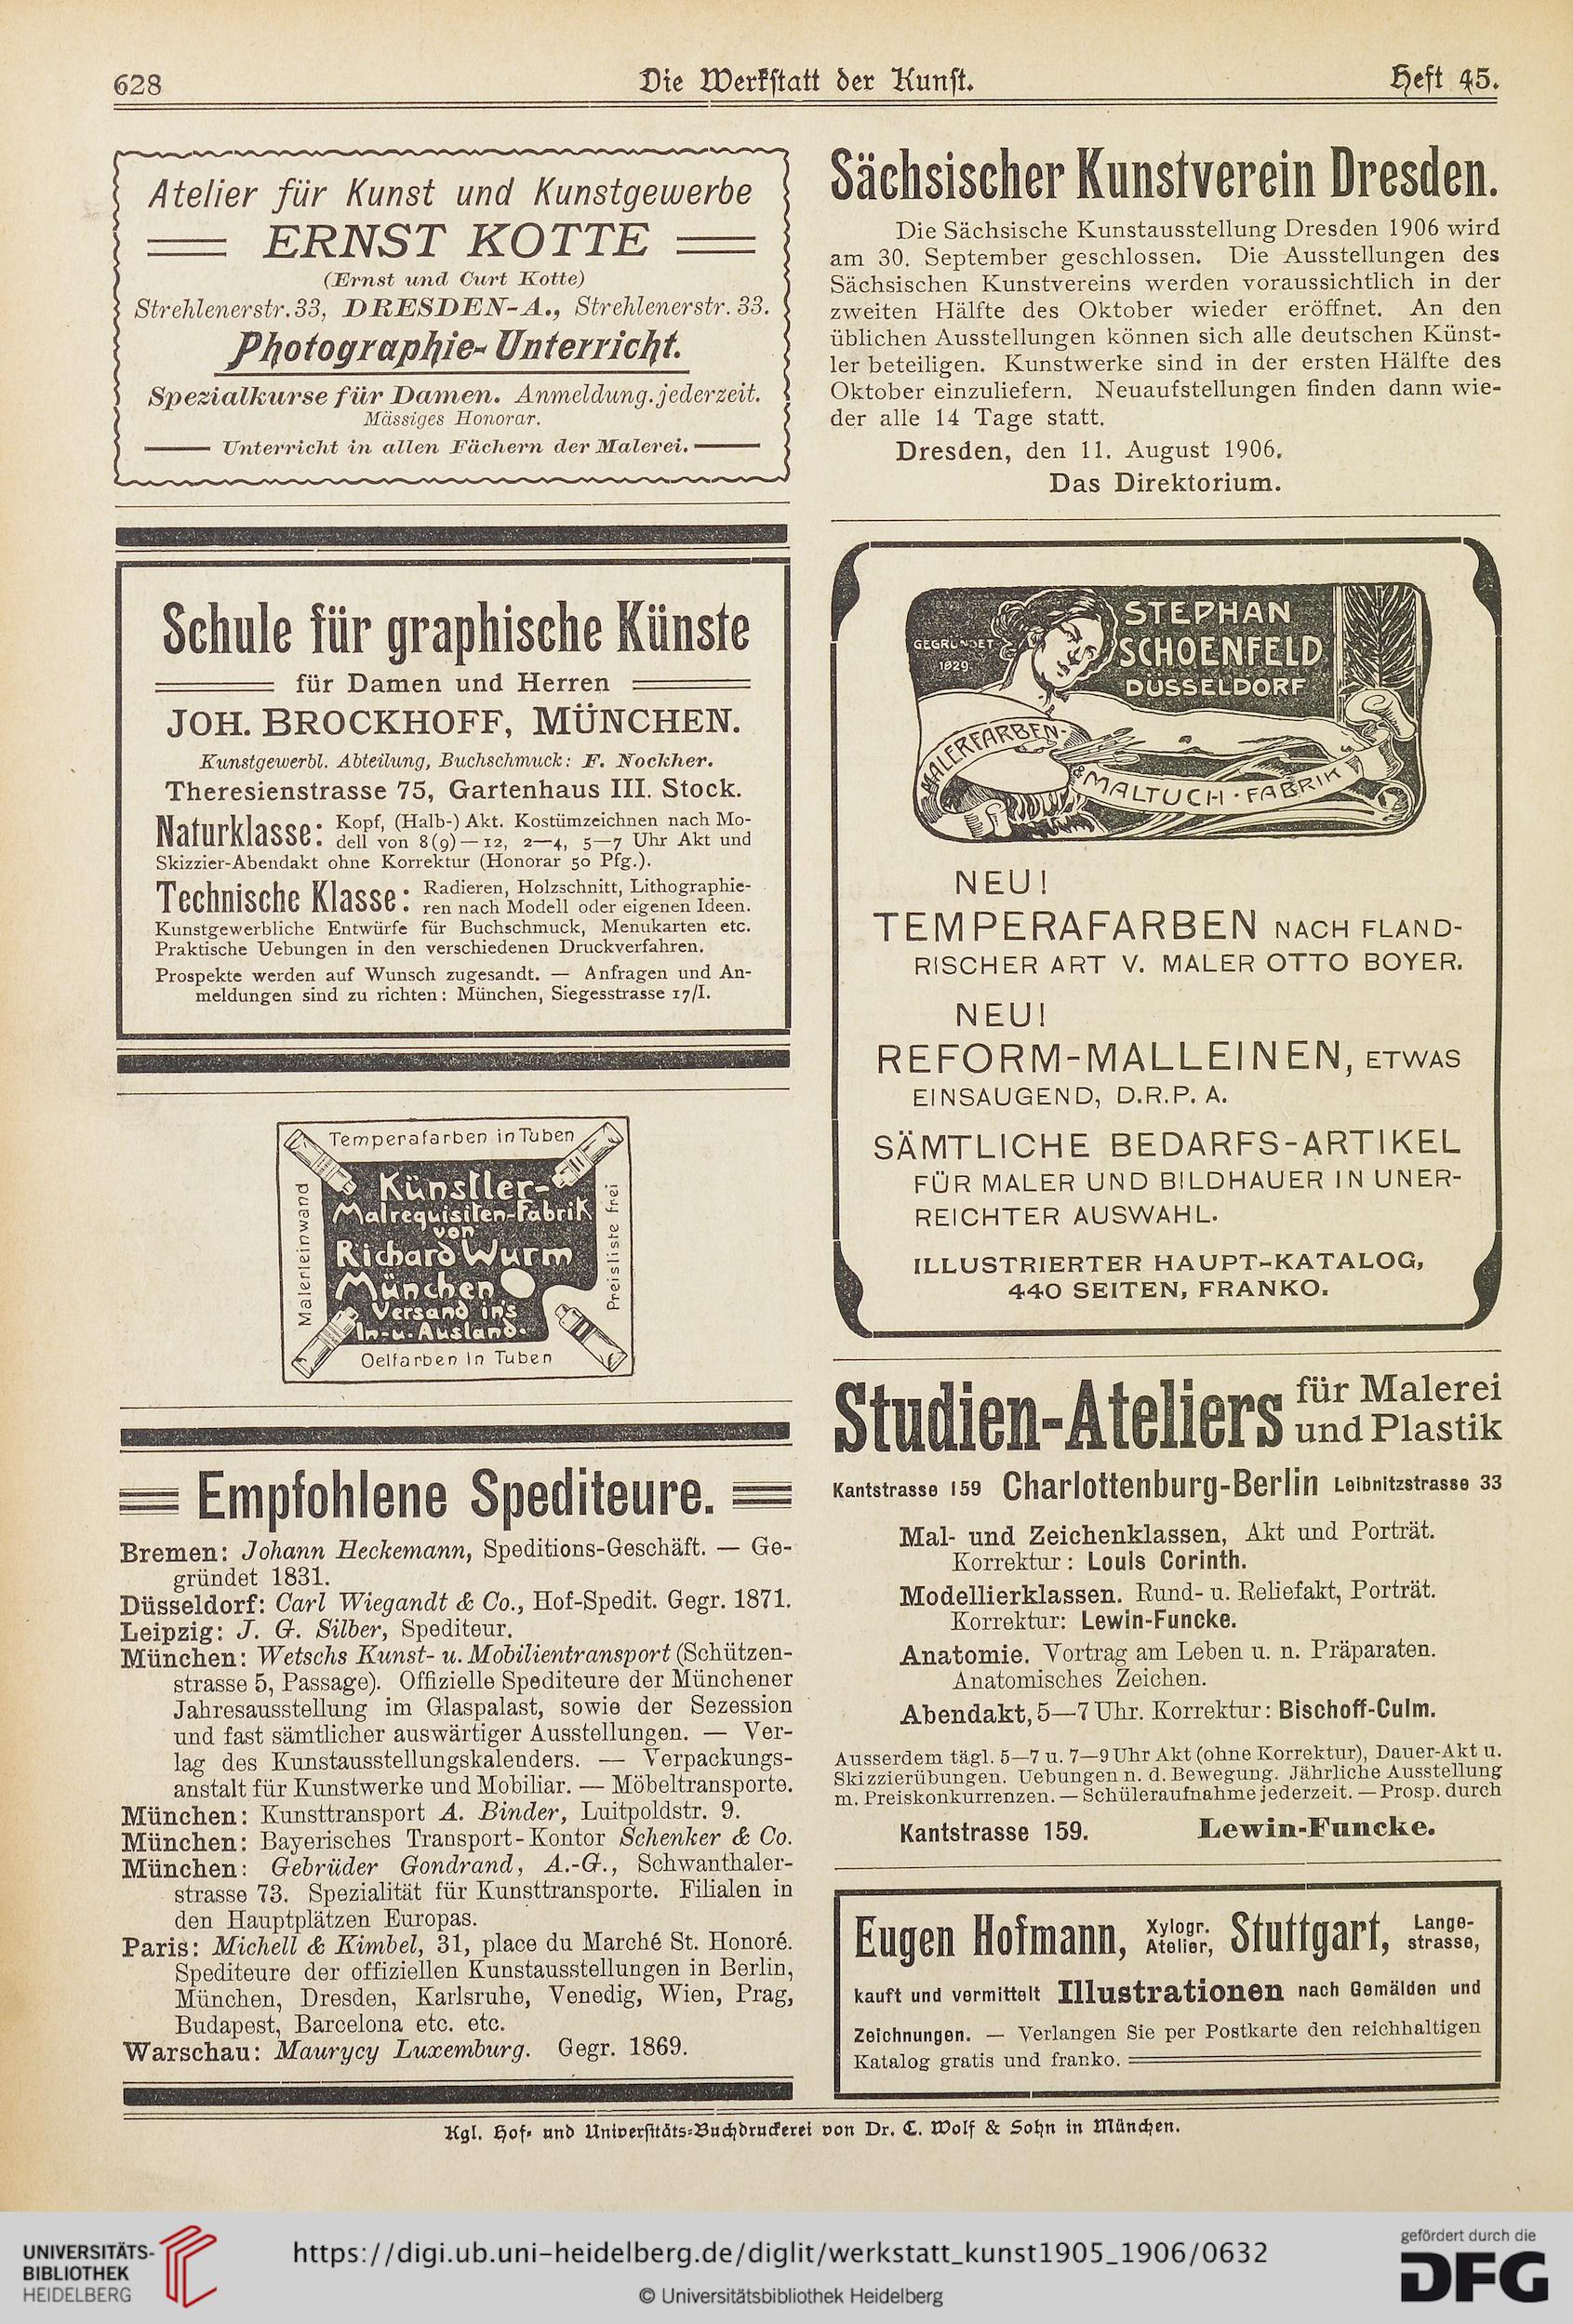 628
Die Werkstatt der Kunst.
Heft 45.
Atelier für Kunst und Kunstgewerbe
ERNST KOTTE
(Ernst und Curt Kotte)
Strehlenerstr. 33, DRESDEN-A., Strehlenerstr. 33.
Photographie-Unterricht.
Spezialkurse für Damen. Anmeldung. jederzeit.
Mässiges Honorar.
Unterricht in allen Fächern der Malerei.
Schule für graphische Künste
für Damen und Herren
JOH. BROCKHOFF, MÜNCHEN.
Kunstgewerbl. Abteilung, Buchschmuck: F. Nockher.
Theresienstrasse 75, Gartenhaus III. Stock.
Naturklasse: Kopf, (Halb-) Akt. Kostümzeichnen nach Mo-
dell von 8(9)—12, 2—4, 5—7 Uhr Akt und
Skizzier-Abendakt ohne Korrektur (Honorar 50 Pfg.).
Technische Klasse: Radieren, Holzschnitt, Lithographie-
ren nach Modell oder eigenen Ideen.
Kunstgewerbliche Entwürfe für Buchschmuck, Menukarten etc.
Praktische Uebungen in den verschiedenen Druckverfahren.
Prospekte werden auf Wunsch zugesandt. — Anfragen und An-
meldungen sind zu richten: München, Siegesstrasse 17/I.
Temperafarben in Tuben
Malerleinwand
Künstler-
Malrequisiten-Fabrik
von
Richard Wurm
München
Versand in's
In-u.-Ausland.
Preisliste frei
Oelfarben in Tuben
Empfohlene Spediteure.
Bremen: Johann Heckemann, Speditions-Geschäft. — Ge-
gründet 1831.
Düsseldorf: Carl Wiegandt & Co., Hof-Spedit. Gegr. 1871.
Leipzig: J. G. Silber, Spediteur.
München: Wetschs Kunst- u. Mobilientransport (Schützen-
strasse 5, Passage). Offizielle Spediteure der Münchener
Jahresausstellung im Glaspalast, sowie der Sezession
und fast sämtlicher auswärtiger Ausstellungen. — Ver-
lag des Kunstausstellungskalenders. — Verpackungs-
anstalt für Kunstwerke und Mobiliar. — Möbeltransporte.
München: Kunsttransport A. Binder, Luitpoldstr. 9.
München: Bayerisches Transport-Kontor Schenker & Co.
München: Gebrüder Gondrand, A.-G., Schwanthaler-
strasse 73. Spezialität für Kunsttransporte. Filialen in
den Hauptplätzen Europas.
Paris: Michell & Kimbel, 31, place du Marché St. Honoré.
Spediteure der offiziellen Kunstausstellungen in Berlin,
München, Dresden, Karlsruhe, Venedig, Wien, Prag,
Budapest, Barcelona etc. etc.
Warschau: Maurycy Luxemburg. Gegr. 1869.
Sächsischer Kunstverein Dresden.
Die Sächsische Kunstausstellung Dresden 1906 wird
am 30. September geschlossen. Die Ausstellungen des
Sächsischen Kunstvereins werden voraussichtlich in der
zweiten Hälfte des Oktober wieder eröffnet. An den
üblichen Ausstellungen können sich alle deutschen Künst-
ler beteiligen. Kunstwerke sind in der ersten Hälfte des
Oktober einzuliefern. Neuaufstellungen finden dann wie-
der alle 14 Tage statt.
Dresden, den 11. August 1906.
Das Direktorium.
GEGRÜNDET
1829
STEPHAN
SCHOENFELD
DÜSSELDORF
MALERFARBEN-
& MALTUCH-FABRIK
NEU!
TEMPERAFARBEN NACH FLAND-
RISCHER ART V. MALER OTTO BOYER.
NEU!
REFORM-MALLEINEN, ETWAS
EINSAUGEND, D.R.P. A.
SÄMTLICHE BEDARFS-ARTIKEL
FÜR MALER UND BILDHAUER IN UNER-
REICHTER AUSWAHL.
ILLUSTRIERTER HAUPT-KATALOG,
440 SEITEN, FRANKO.
Studien-Ateliers für Malerei
und Plastik
Kantstrasse 159 Charlottenburg-Berlin Leibnitzstrasse 33
Mal- und Zeichenklassen, Akt und Porträt.
Korrektur: Louis Corinth.
Modellierklassen. Rund- u. Reliefakt, Porträt.
Korrektur: Lewin-Funcke.
Anatomie. Vortrag am Leben u. n. Präparaten.
Anatomisches Zeichen.
Abendakt, 5—7 Uhr. Korrektur: Bischoff-Culm.
Ausserdem tägl. 5—7 u. 7—9 Uhr Akt (ohne Korrektur), Dauer-Akt u.
Skizzierübungen. Uebungen n. d. Bewegung. Jährliche Ausstellung
m. Preiskonkurrenzen. — Schüleraufnahme jederzeit. — Prosp. durch
Kantstrasse 159. Lewin-Funcke.
Eugen Hofmann, Xylogr. Atelier, Stuttgart, Lange-
strasse,
kauft und vermittelt Illustrationen nach Gemälden und
Zeichnungen. — Verlangen Sie per Postkarte den reichhaltigen
Katalog gratis und franko.
Kgl. Hof- und Universitäts-Buchdruckerei von Dr. C. Wolf & Sohn in München.
UNIVERSITÄTS-
BIBLIOTHEK
HEIDELBERG
https://digi.ub.uni-heidelberg.de/diglit/werkstatt_kunst1905_1906/0632
© Universitätsbibliothek Heidelberg
gefördert durch die
DFG